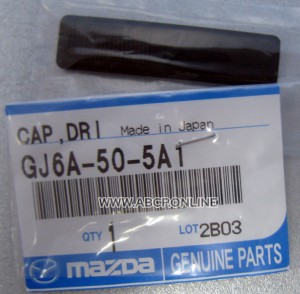 CAP,DRI Made in Japan
GJ6A-50-5A1
WWW.ABCPRONLINE
QTY 1 LOT 2B03
mazda GENUINE PARTS